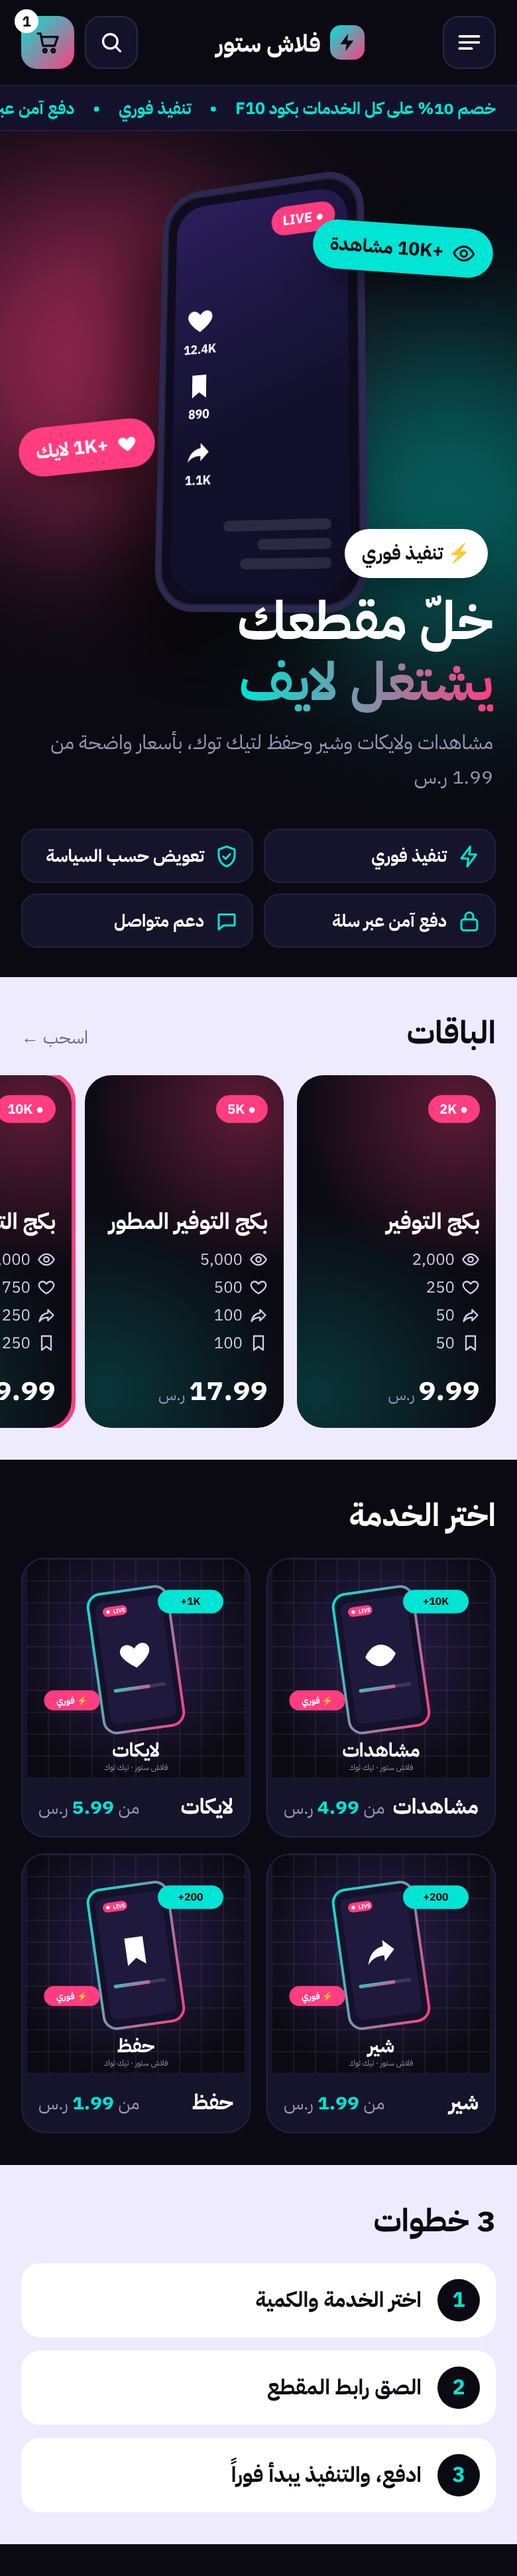 1
فلاش ستور
خصم 10% على كل الخدمات بكود F10 • تنفيذ فوري • دفع آمن
LIVE
+10K مشاهدة
12.4K
890
+1K لايك
1.1K
⚡ تنفيذ فوري
خلّ مقطعك
يشتغل لايف
مشاهدات ولايكات وشير وحفظ لتيك توك، بأسعار واضحة من
1.99 ر.س
تنفيذ فوري
تعويض حسب السياسة
دفع آمن عبر سلة
دعم متواصل
الباقات
اسحب ←
2K
بكج التوفير
2,000
250
50
50
9.99 ر.س
5K
بكج التوفير المطور
5,000
500
100
100
17.99 ر.س
10K
بكج
750
250
250
اختر الخدمة
LIVE
+10K
⚡ فوري
مشاهدات
فلاش ستور · تيك توك
مشاهدات من 4.99 ر.س
LIVE
+1K
⚡ فوري
لايكات
فلاش ستور · تيك توك
لايكات من 5.99 ر.س
LIVE
+200
⚡ فوري
شير
فلاش ستور · تيك توك
شير من 1.99 ر.س
LIVE
+200
⚡ فوري
حفظ
فلاش ستور · تيك توك
حفظ من 1.99 ر.س
3 خطوات
1 اختر الخدمة والكمية
2 الصق رابط المقطع
3 ادفع، والتنفيذ يبدأ فوراً